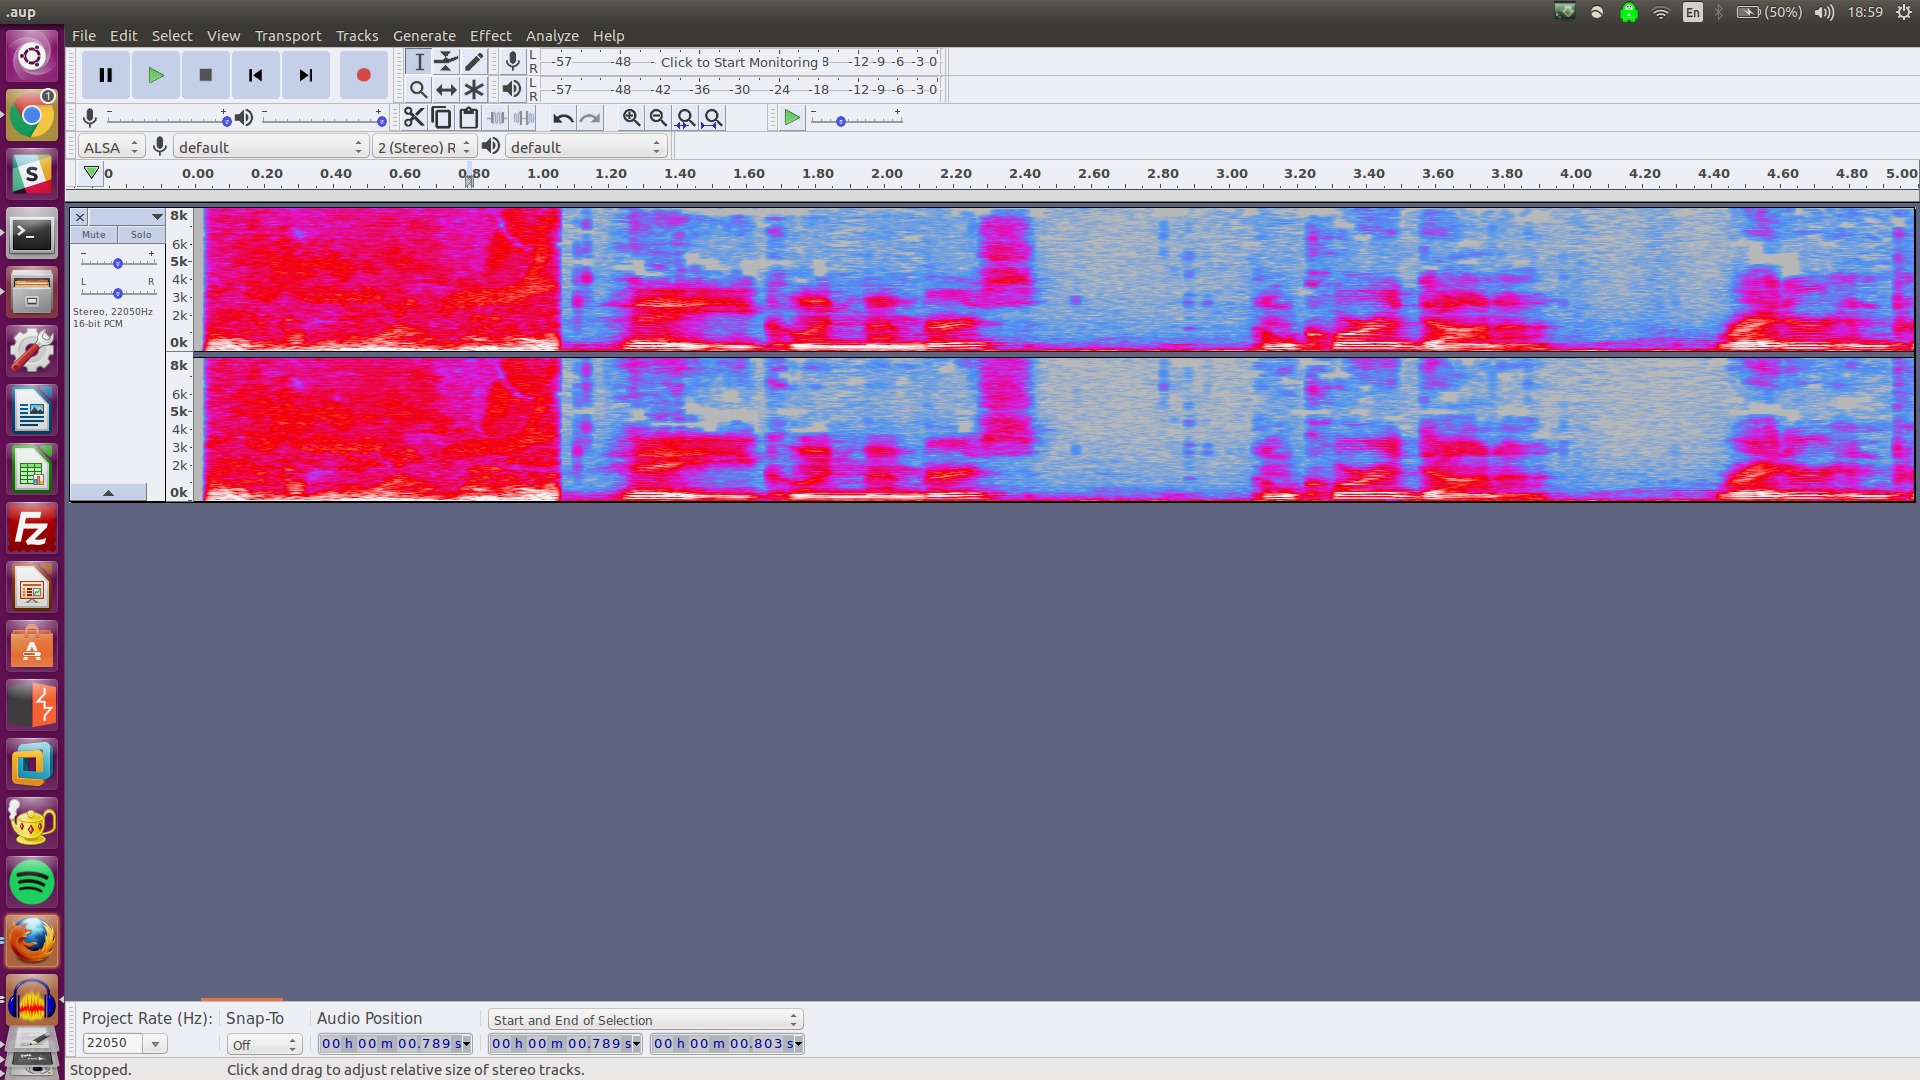 .aup
En
(50%)
18:59
File Edit Select View Transport Tracks Generate Effect Analyze Help
L
R
-57 -48 - Click to Start Monitoring 8 -12 -9 -6 -3 0
L
R
-57 -48 -42 -36 -30 -24 -18 -12 -9 -6 -3 0
- +
- +
- +
ALSA
default
2 (Stereo) R
default
0 0.00 0.20 0.40 0.60 0.80 1.00 1.20 1.40 1.60 1.80 2.00 2.20 2.40 2.60 2.80 3.00 3.20 3.40 3.60 3.80 4.00 4.20 4.40 4.60 4.80 5.00
Mute Solo
- +
L R
Stereo, 22050Hz
16-bit PCM
8k
6k
5k
4k
3k
2k
0k
8k
6k
5k
4k
3k
2k
0k
1
S
Fz
A
Project Rate (Hz): Snap-To Audio Position
Start and End of Selection
22050
Off
00 h 00 m 00.789 s
00 h 00 m 00.789 s
00 h 00 m 00.803 s
Stopped.
Click and drag to adjust relative size of stereo tracks.